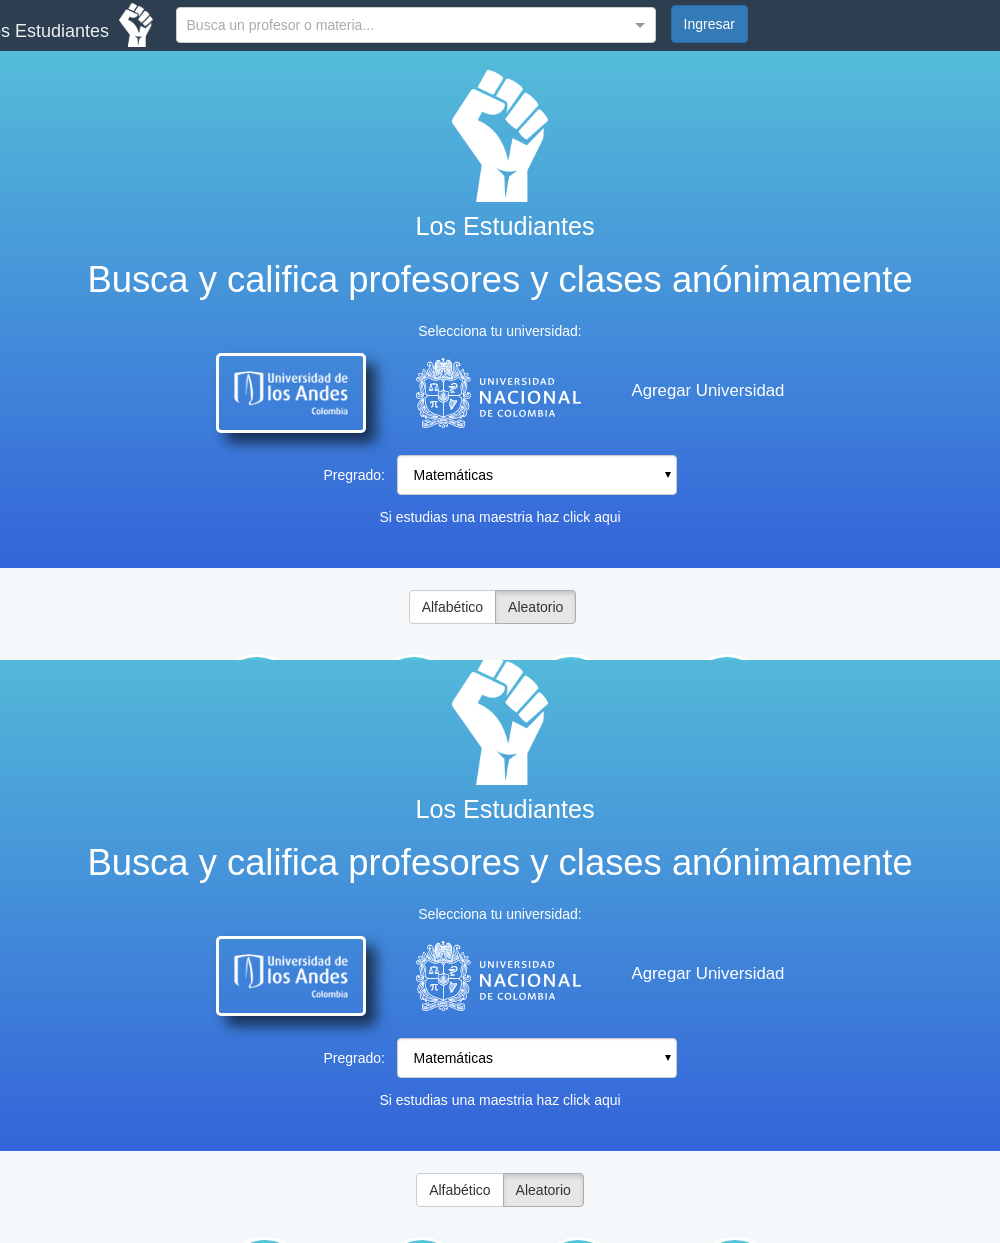 s Estudiantes
Busca un profesor o materia...
Ingresar
Los Estudiantes
Busca y califica profesores y clases anónimamente
Selecciona tu universidad:
Universidad de
los Andes
Colombia
UNIVERSIDAD
NACIONAL
DE COLOMBIA
Agregar Universidad
Pregrado: Matemáticas
Si estudias una maestria haz click aqui
Alfabético Aleatorio
Los Estudiantes
Busca y califica profesores y clases anónimamente
Selecciona tu universidad:
Universidad de
los Andes
Colombia
UNIVERSIDAD
NACIONAL
DE COLOMBIA
Agregar Universidad
Pregrado: Matemáticas
Si estudias una maestria haz click aqui
Alfabético Aleatorio